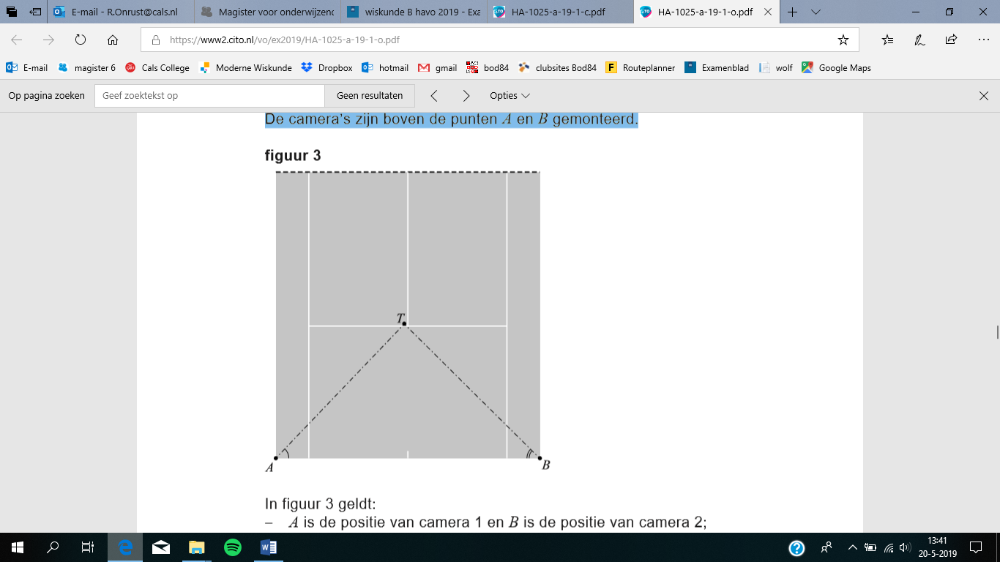 E-mail - R.Onrust@cals.nl
Magister voor onderwijzend
wiskunde B havo 2019 - Exa
HA-1025-a-19-1-c.pdf
HA-1025-a-19-1-o.pdf
https://www2.cito.nl/vo/ex2019/HA-1025-a-19-1-o.pdf
E-mail
magister 6
Cals College
Moderne Wiskunde
Dropbox
hotmail
gmail
bod84
clubsites Bod84
Routeplanner
Examenblad
wolf
Google Maps
Op pagina zoeken
Geef zoektekst op
Geen resultaten
Opties
De camera's zijn boven de punten A en B gemonteerd.
figuur 3
T
A
B
In figuur 3 geldt:
– A is de positie van camera 1 en B is de positie van camera 2;
13:41
20-5-2019